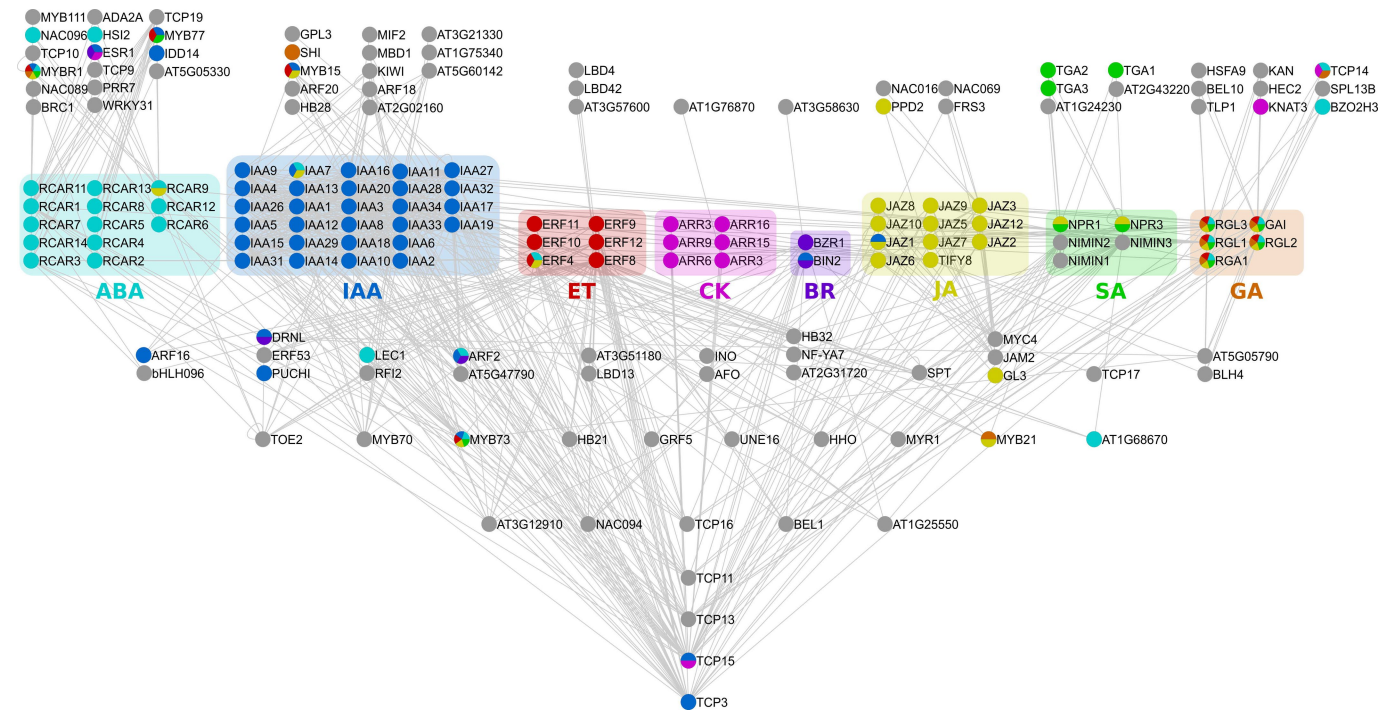 MYB111 ADA2A TCP19
NAC096 HSI2 MYB77
TCP10 ESR1 IDD14
MYBR1 TCP9 AT5G05330
NAC089 PRR7
BRC1 WRKY31
GPL3 MIF2 AT3G21330
SHI MBD1 AT1G75340
MYB15 KIWI AT5G60142
ARF20 ARF18
HB28 AT2G02160
LBD4
LBD42
AT3G57600
AT1G76870
AT3G58630
NAC016 NAC069
PPD2 FRS3
TGA2 TGA1
TGA3 AT2G43220
AT1G24230
HSFA9 KAN TCP14
BEL10 HEC2 SPL13B
TLP1 KNAT3 BZO2H3
RCAR11 RCAR13 RCAR9
RCAR1 RCAR8 RCAR12
RCAR7 RCAR5 RCAR6
RCAR14 RCAR4
RCAR3 RCAR2
ABA
IAA9 IAA7 IAA16 IAA11 IAA27
IAA4 IAA13 IAA20 IAA28 IAA32
IAA26 IAA1 IAA3 IAA34 IAA17
IAA5 IAA12 IAA8 IAA33 IAA19
IAA15 IAA29 IAA18 IAA6
IAA31 IAA14 IAA10 IAA2
IAA
ERF11 ERF9
ERF10 ERF12
ERF4 ERF8
ET
ARR3 ARR16
ARR9 ARR15
ARR6 ARR3
CK
BZR1
BIN2
BR
JAZ8 JAZ9 JAZ3
JAZ10 JAZ5 JAZ12
JAZ1 JAZ7 JAZ2
JAZ6 TIFY8
JA
NPR1 NPR3
NIMIN2 NIMIN3
NIMIN1
SA
RGL3 GAI
RGL1 RGL2
RGA1
GA
DRNL HB32 MYC4
ARF16 ERF53 LEC1 ARF2 AT3G51180 INO NF-YA7 JAM2 AT5G05790
bHLH096 PUCHI RFI2 AT5G47790 LBD13 AFO AT2G31720 SPT GL3 TCP17 BLH4
TOE2 MYB70 MYB73 HB21 GRF5 UNE16 HHO MYR1 MYB21 AT1G68670
AT3G12910 NAC094 TCP16 BEL1 AT1G25550
TCP11
TCP13
TCP15
TCP3